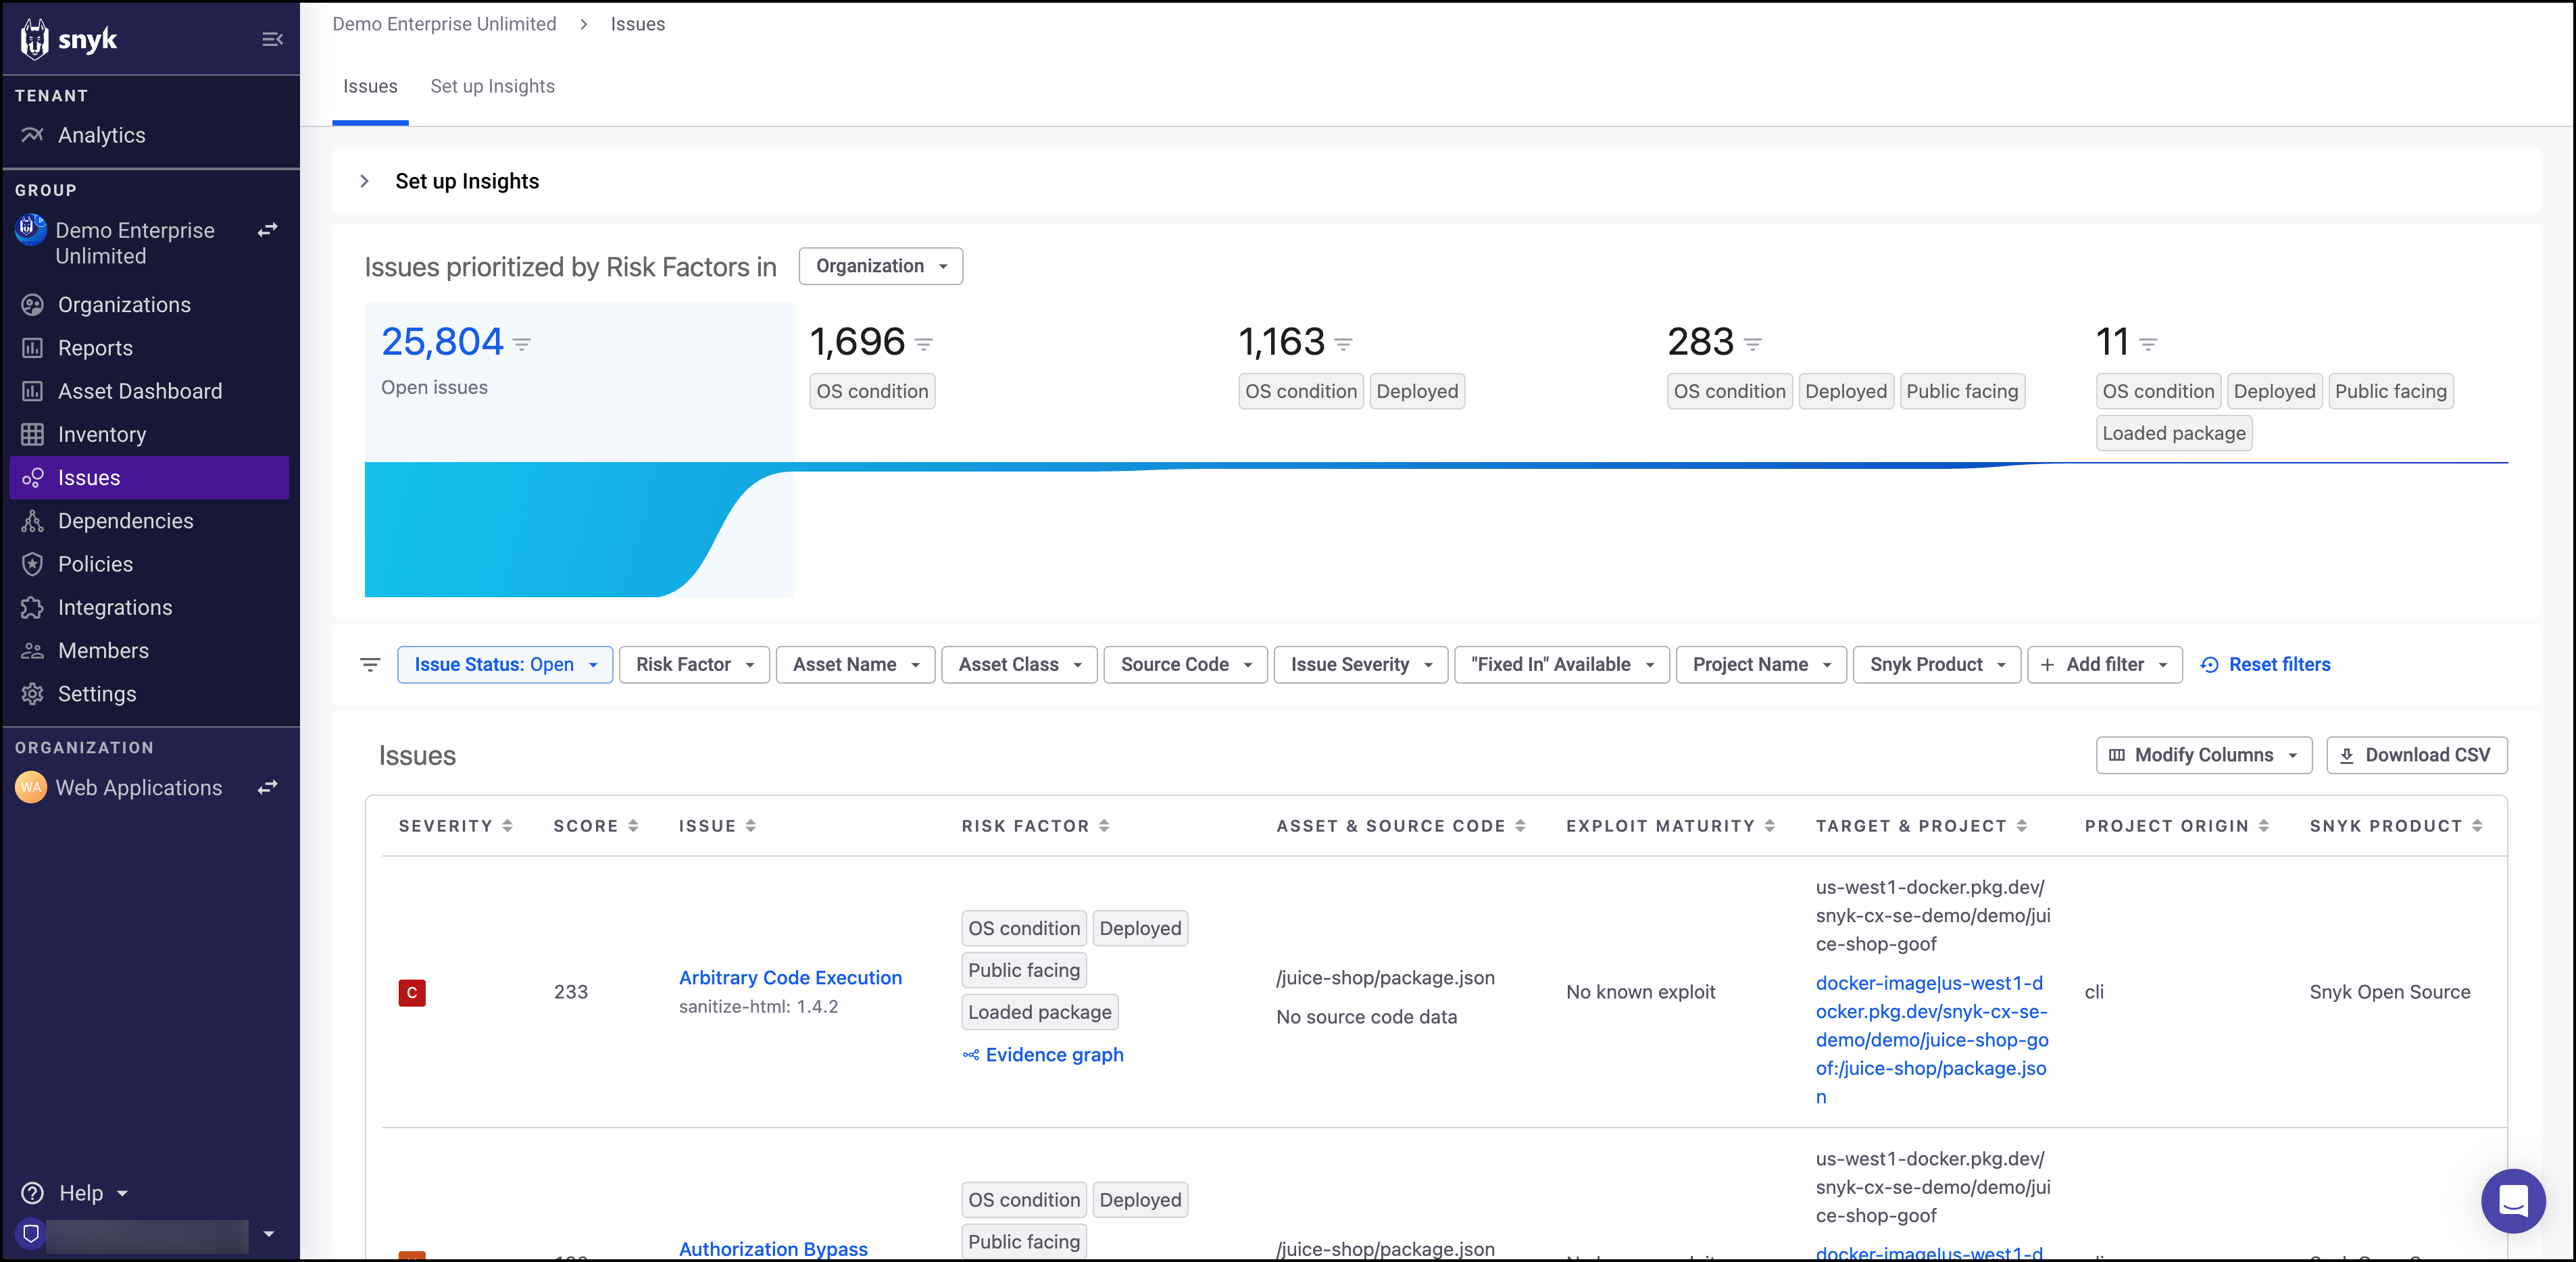 snyk
TENANT
Analytics
GROUP
Demo Enterprise
Unlimited
Organizations
Reports
Asset Dashboard
Inventory
Issues
Dependencies
Policies
Integrations
Members
Settings
ORGANIZATION
WA Web Applications
Help
Demo Enterprise Unlimited > Issues
Issues Set up Insights
Set up Insights
Issues prioritized by Risk Factors in Organization
25,804 1,696 1,163 283 11
Open issues OS condition OS condition Deployed OS condition Deployed Public facing OS condition Deployed Public facing
Loaded package
Issue Status: Open Risk Factor Asset Name Asset Class Source Code Issue Severity "Fixed In" Available Project Name Snyk Product + Add filter Reset filters
Issues Modify Columns Download CSV
SEVERITY SCORE ISSUE RISK FACTOR ASSET & SOURCE CODE EXPLOIT MATURITY TARGET & PROJECT PROJECT ORIGIN SNYK PRODUCT
C
233
Arbitrary Code Execution
sanitize-html: 1.4.2
OS condition Deployed
Public facing
Loaded package
Evidence graph
/juice-shop/package.json
No source code data
No known exploit
us-west1-docker.pkg.dev/
snyk-cx-se-demo/demo/jui
ce-shop-goof
docker-image|us-west1-d
ocker.pkg.dev/snyk-cx-se-
demo/demo/juice-shop-go
of:/juice-shop/package.jso
n
cli
Snyk Open Source
Authorization Bypass
OS condition Deployed
Public facing
/juice-shop/package.json
us-west1-docker.pkg.dev/
snyk-cx-se-demo/demo/jui
ce-shop-goof
docker-image|us-west1-d